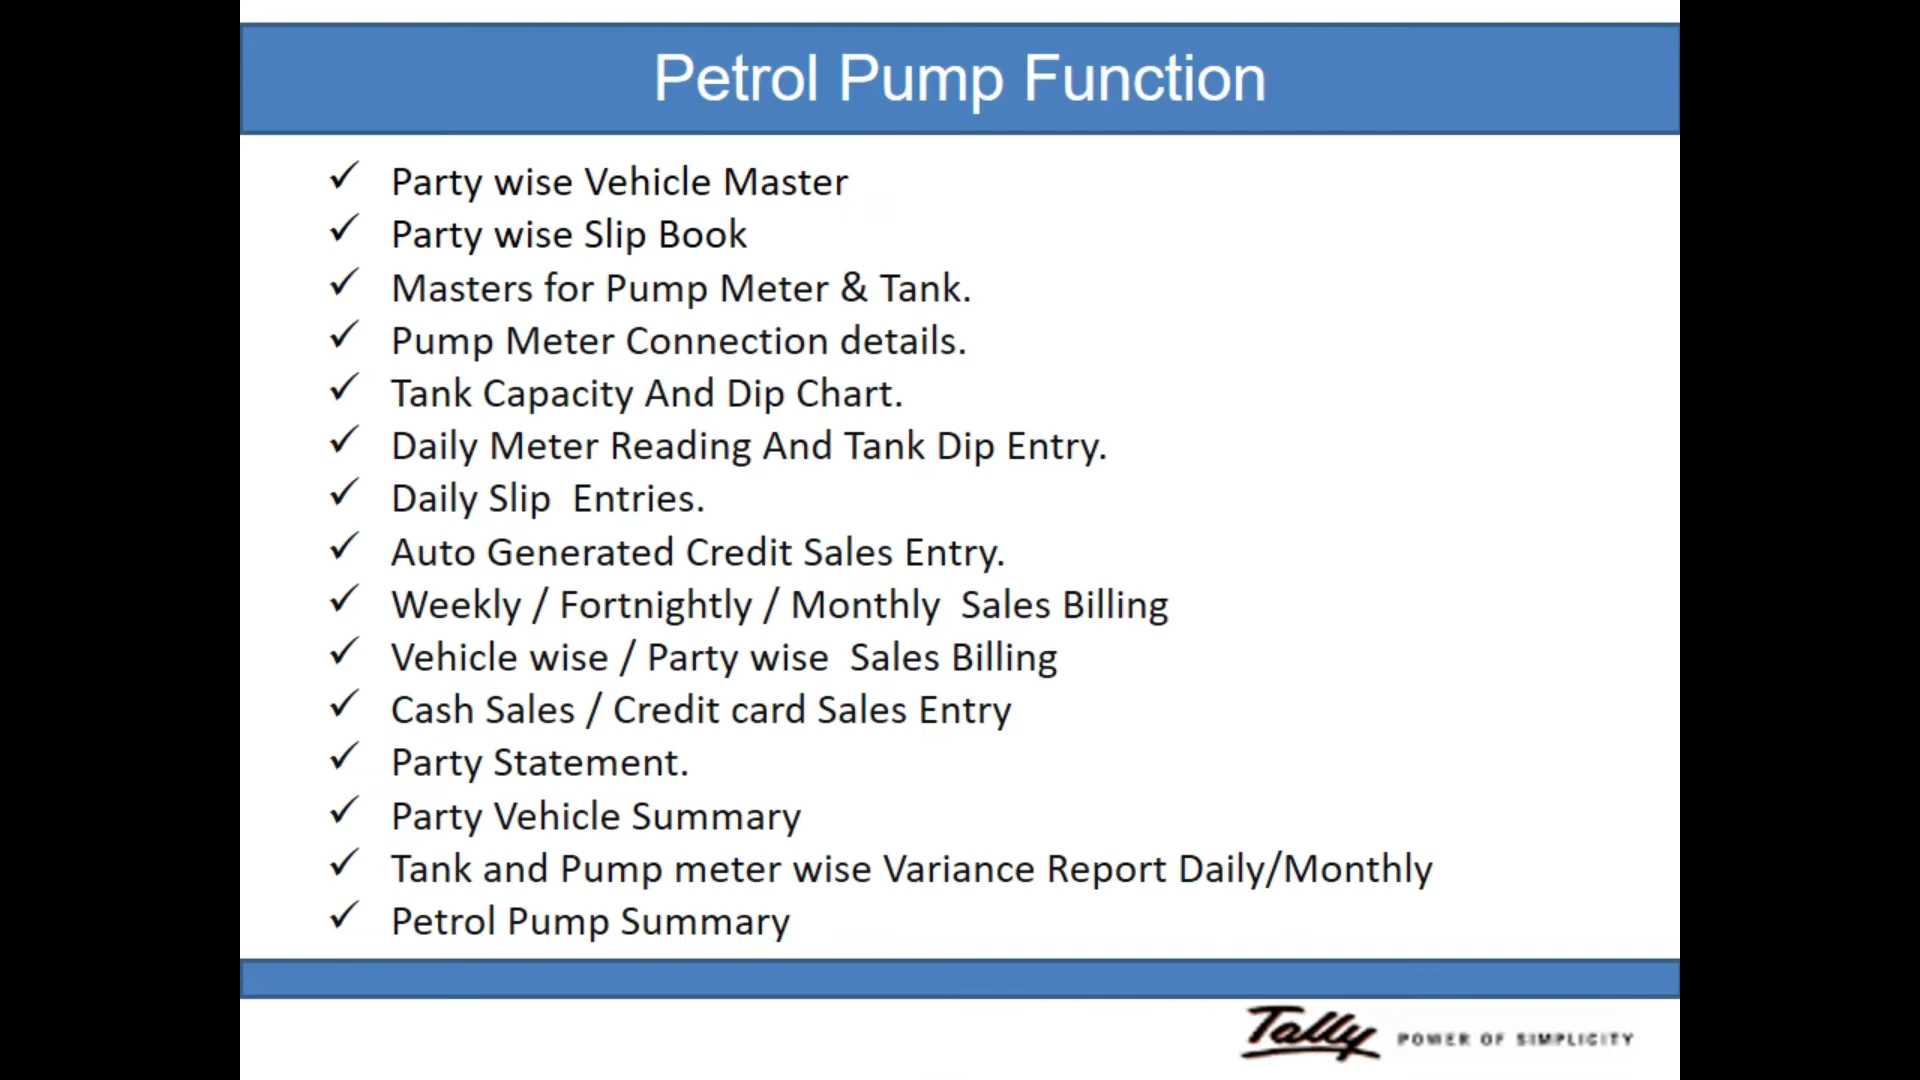 Petrol Pump Function
✓ Party wise Vehicle Master
✓ Party wise Slip Book
✓ Masters for Pump Meter & Tank.
✓ Pump Meter Connection details.
✓ Tank Capacity And Dip Chart.
✓ Daily Meter Reading And Tank Dip Entry.
✓ Daily Slip  Entries.
✓ Auto Generated Credit Sales Entry.
✓ Weekly / Fortnightly / Monthly  Sales Billing
✓ Vehicle wise / Party wise  Sales Billing
✓ Cash Sales / Credit card Sales Entry
✓ Party Statement.
✓ Party Vehicle Summary
✓ Tank and Pump meter wise Variance Report Daily/Monthly
✓ Petrol Pump Summary
Tally POWER OF SIMPLICITY